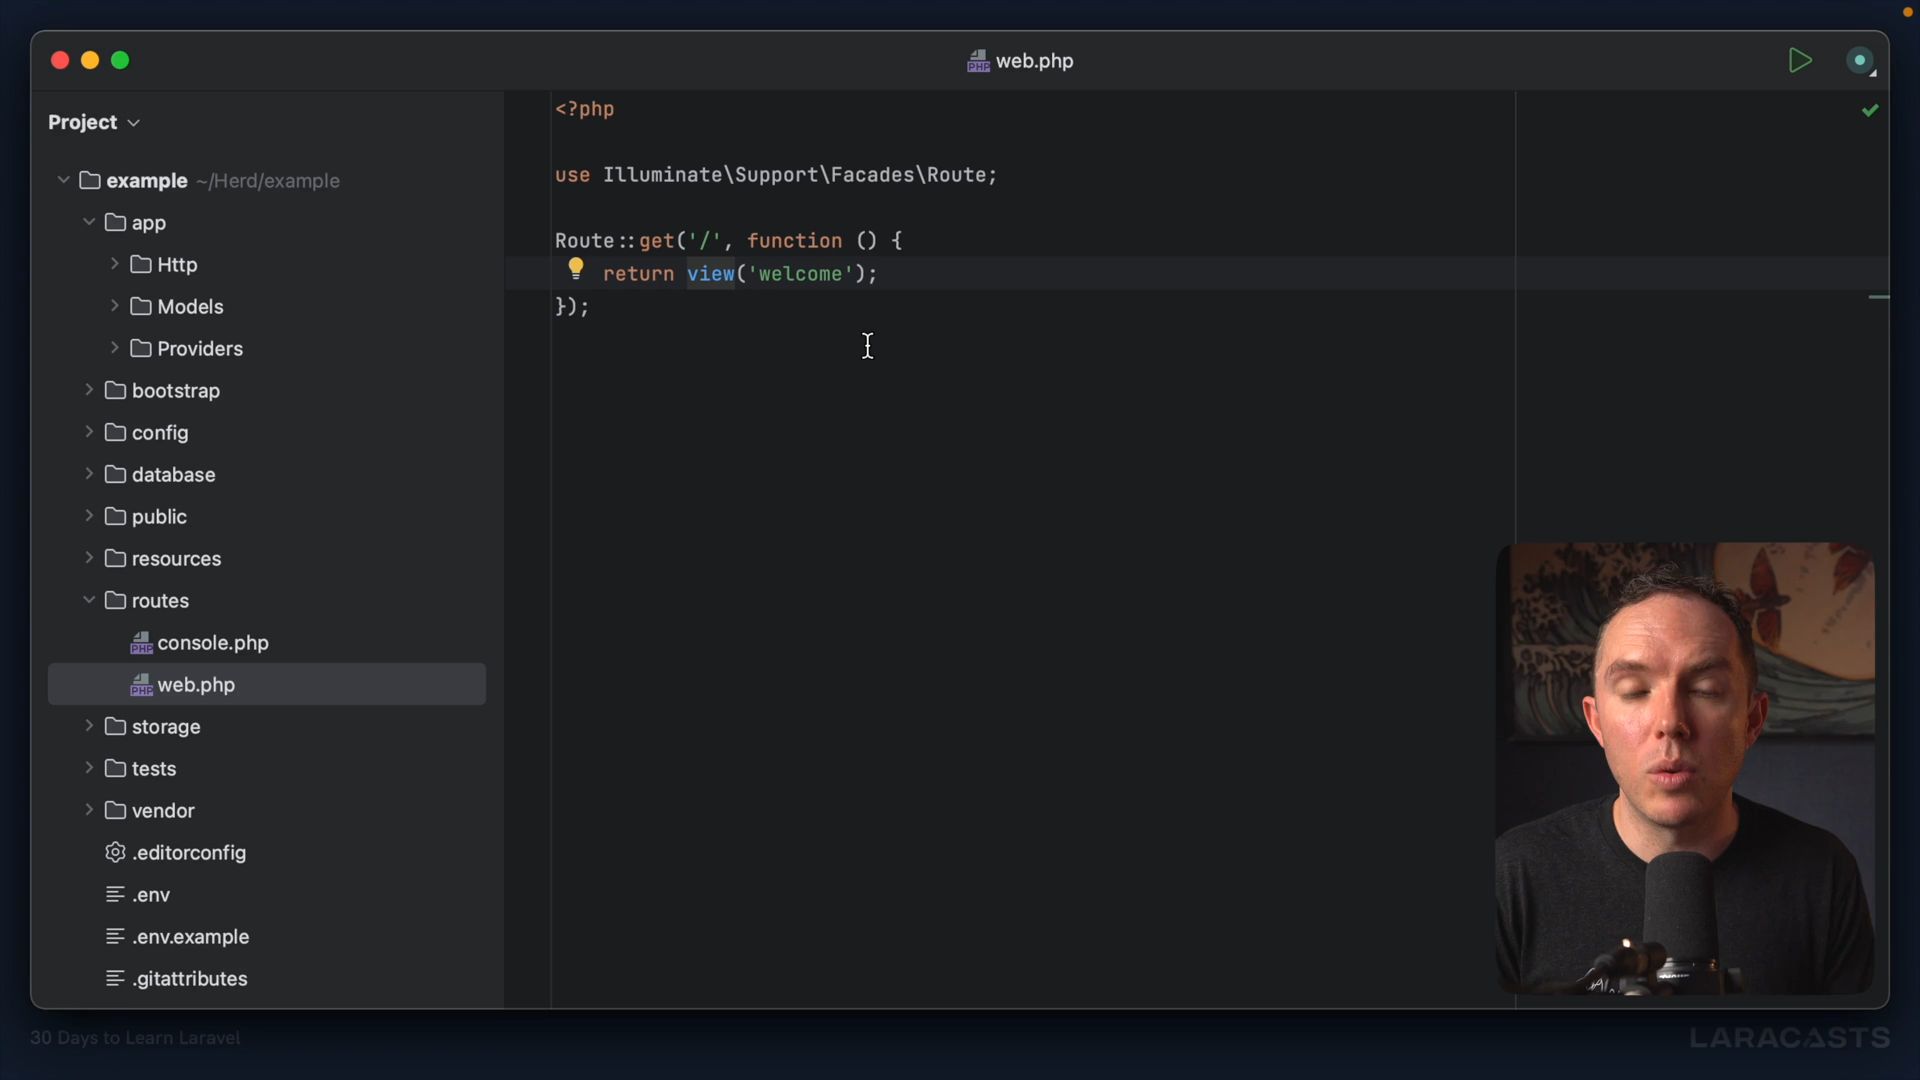 web.php
Project
example ~/Herd/example
app
Http
Models
Providers
bootstrap
config
database
public
resources
routes
console.php
web.php
storage
tests
vendor
.editorconfig
.env
.env.example
.gitattributes
<?php
use Illuminate\Support\Facades\Route;
Route::get('/', function () {
return view('welcome');
});
30 Days to Learn Laravel
LARACASTS